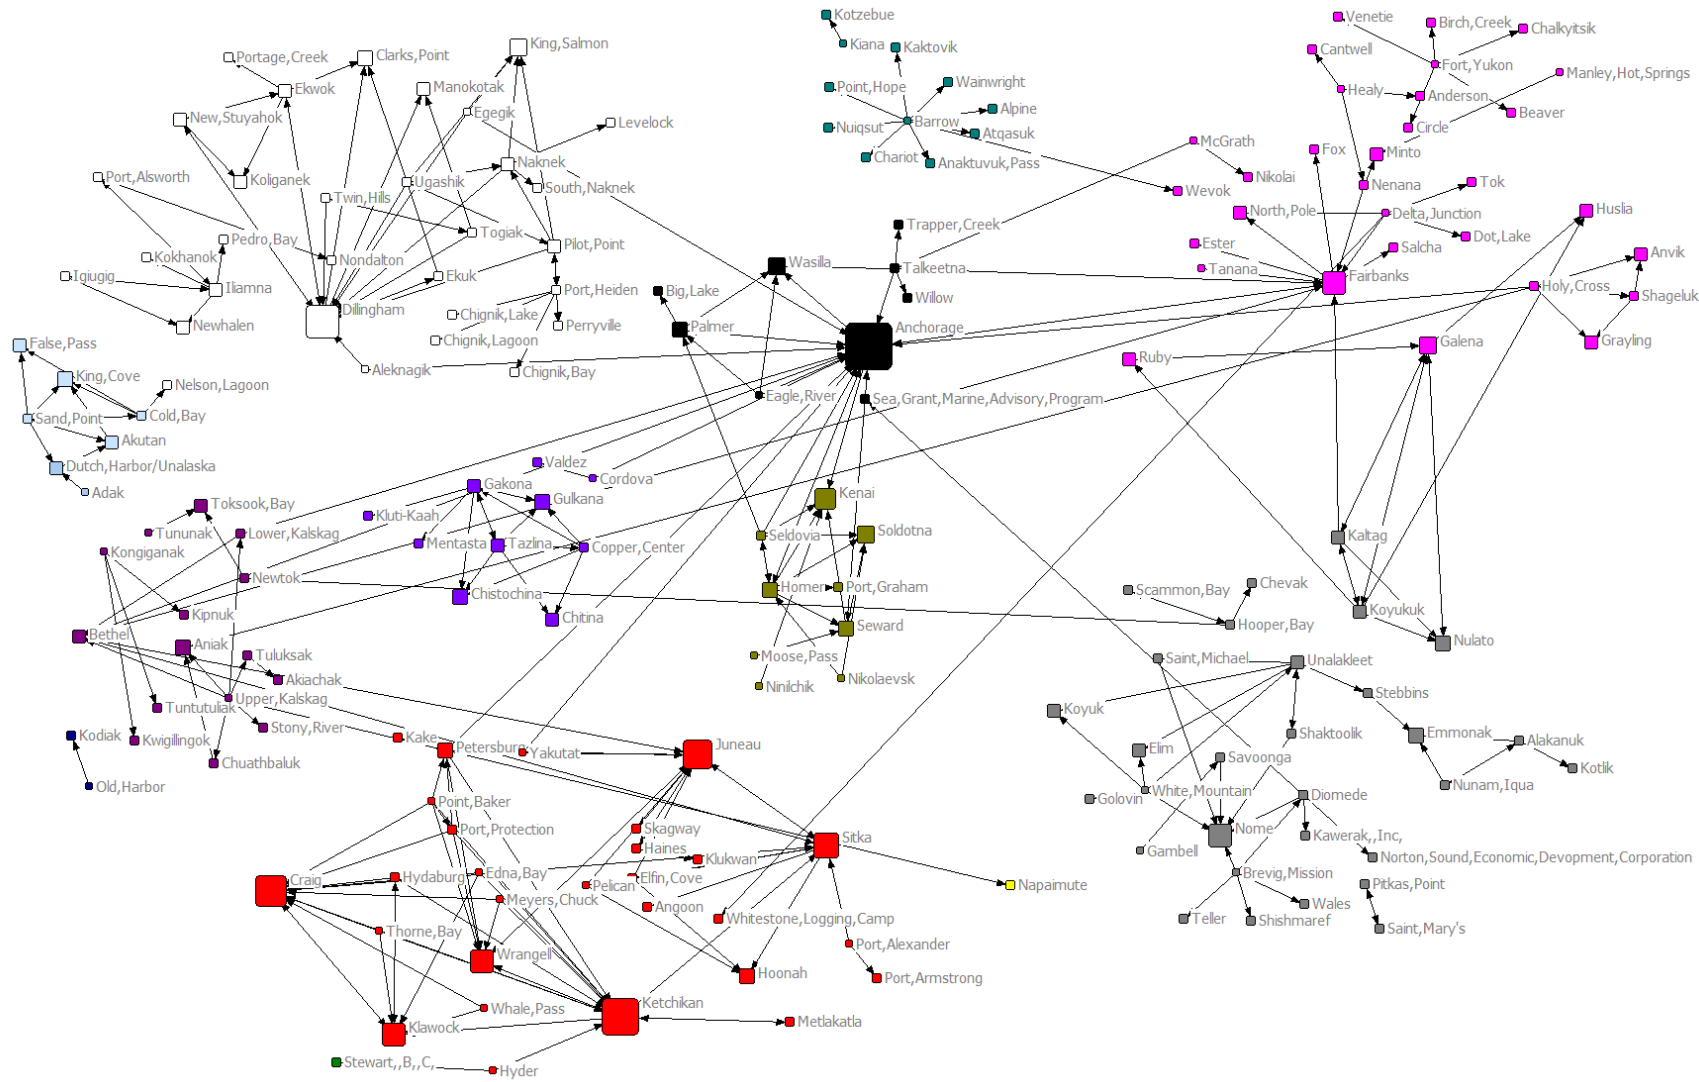 Kotzebue
Venetie
Birch,Creek
Chalkyitsik
Portage,Creek
Clarks,Point
King,Salmon
Kiana
Kaktovik
Cantwell
Fort,Yukon
Manley,Hot,Springs
Ekwok
Manokotak
Point,Hope
Wainwright
Healy
Anderson
New,Stuyahok
Egegik
Levelock
Alpine
Beaver
Nuiqsut
Barrow
Atqasuk
Circle
McGrath
Fox
Minto
Chariot
Anaktuvuk,Pass
Naknek
Port,Alsworth
Koliganek
Ugashik
South,Naknek
Wevok
Nikolai
Nenana
Tok
Twin,Hills
Togiak
Trapper,Creek
North,Pole
Delta,Junction
Huslia
Pedro,Bay
Pilot,Point
Ester
Salcha
Dot,Lake
Kokhanok
Nondalton
Wasilla
Talkeetna
Tanana
Fairbanks
Anvik
Iqiugig
Iliamna
Ekuk
Port,Heiden
Big,Lake
Willow
Holy,Cross
Shageluk
Newhalen
Dillingham
Chignik,Lake
Perryville
Palmer
Anchorage
False,Pass
Chignik,Lagoon
Galena
Grayling
Ruby
King,Cove
Nelson,Lagoon
Aleknagik
Chignik,Bay
Eagle,River
Sea,Grant,Marine,Advisory,Program
Sand,Point
Cold,Bay
Akutan
Dutch,Harbor/Unalaska
Valdez
Cordova
Adak
Gakona
Gulkana
Kenai
Toksook,Bay
Kluti-Kaah
Tununak
Lower,Kalskag
Seldovia
Soldotna
Kaltag
Kongiganak
Mentasta
Tazlina
Copper,Center
Newtok
Chistochina
Homer
Port,Graham
Scammon,Bay
Chevak
Kipnuk
Chitina
Koyukuk
Bethel
Seward
Hooper,Bay
Aniak
Nulato
Tuluksak
Moose,Pass
Saint,Michael
Unalakleet
Akiachak
Ninilchik
Nikolaevsk
Upper,Kalskag
Stebbins
Tuntutuliak
Koyuk
Stony,River
Kodiak
Kwigilingok
Kake
Petersburg
Yakutat
Juneau
Shaktoolik
Emmonak
Alakanuk
Chuathbaluk
Elim
Savoonga
Kotlik
Old,Harbor
White,Mountain
Nunam,Iqua
Point,Baker
Golovin
Diomede
Port,Protection
Skagway
Sitka
Nome
Kawerak,,Inc,
Haines
Klukwan
Gambell
Norton,Sound,Economic,Devopment,Corporation
Craig
Hydaburg
Edna,Bay
Pelican
Elfin,Cove
Napaimute
Brevig,Mission
Pitkas,Point
Meyers,Chuck
Angoon
Wales
Thorne,Bay
Whitestone,Logging,Camp
Teller
Shishmaref
Saint,Mary's
Wrangell
Port,Alexander
Hoonah
Port,Armstrong
Whale,Pass
Ketchikan
Klawock
Metlakatla
Stewart,,B,,C,
Hyder